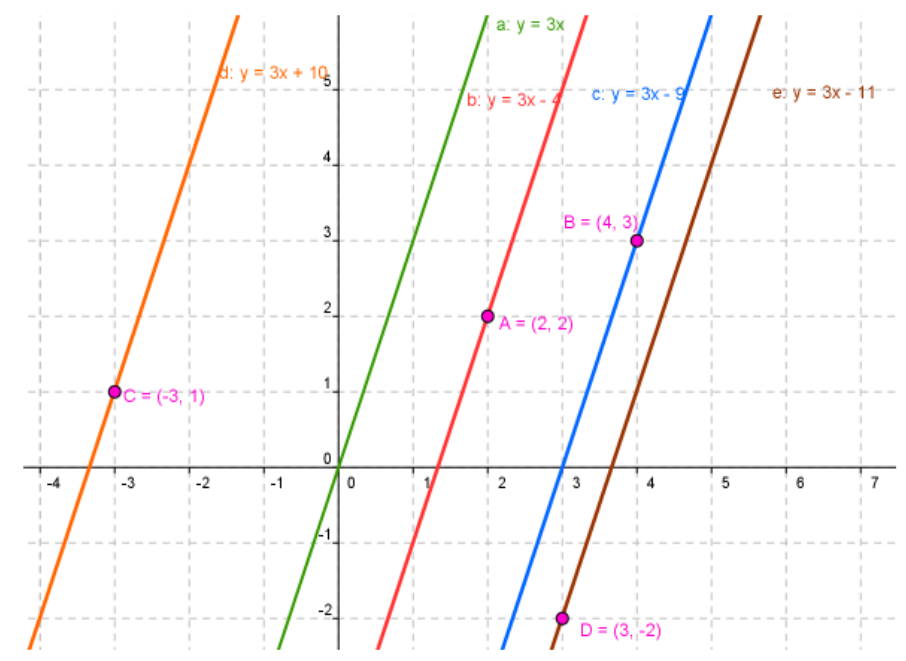 a: y = 3x
d: y = 3x + 10
5
b: y = 3x - 4
c: y = 3x - 9
e: y = 3x - 11
4
3
B = (4, 3)
2
A = (2, 2)
1
C = (-3, 1)
0
-4 -3 -2 -1 0 1 2 3 4 5 6 7
-1
-2
D = (3, -2)